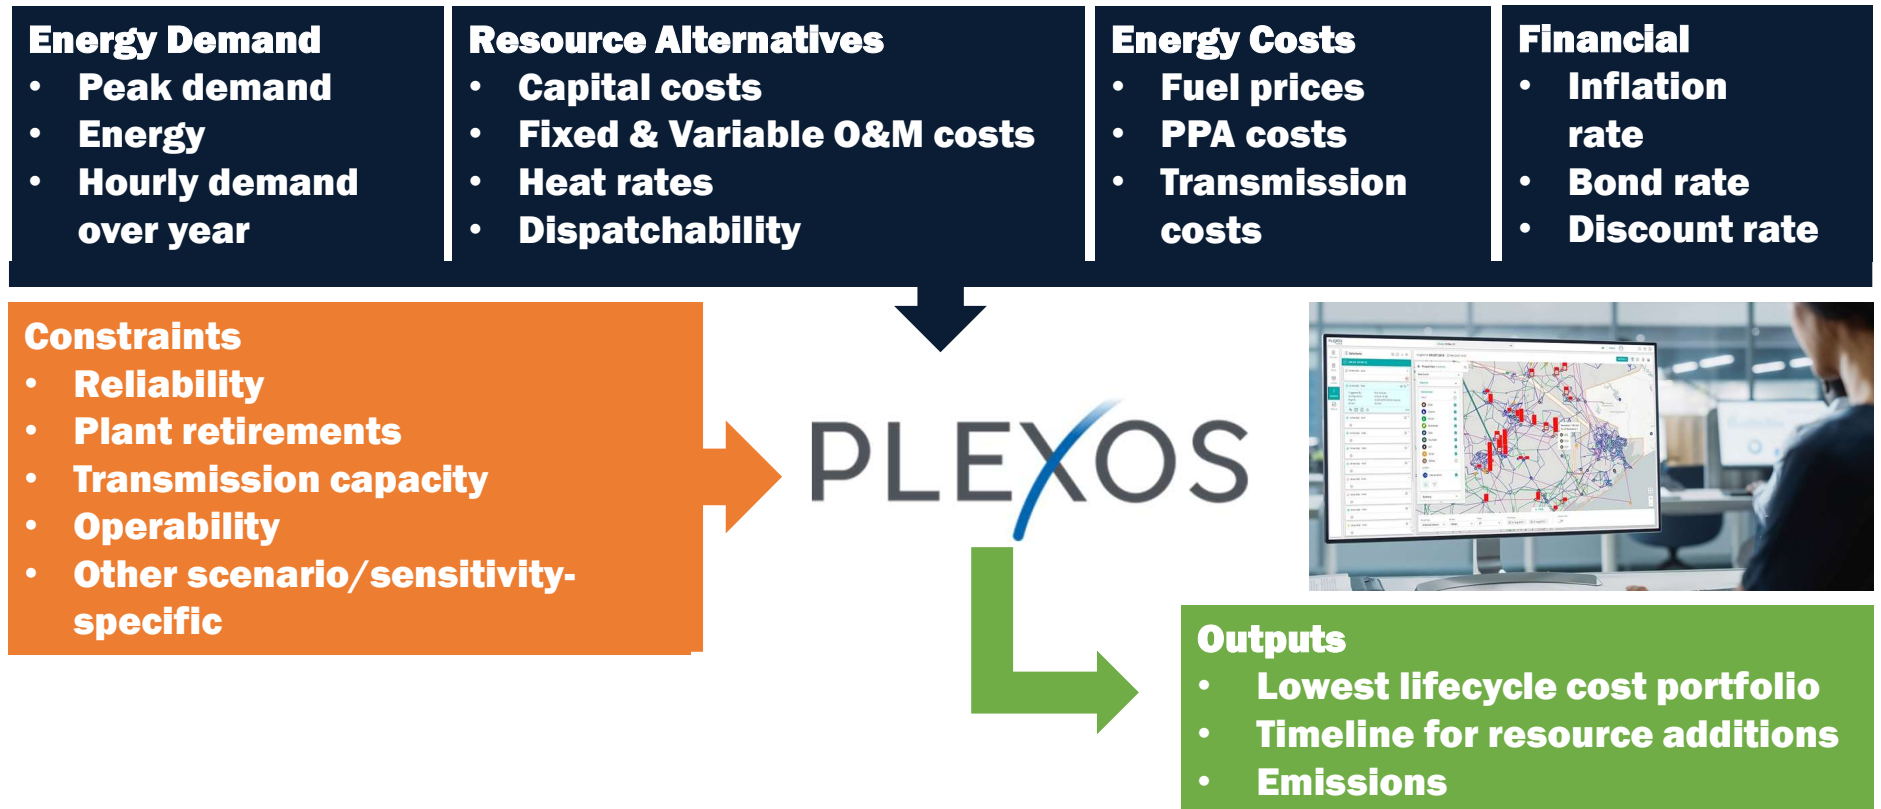 Energy Demand
• Peak demand
• Energy
• Hourly demand
over year
Resource Alternatives
• Capital costs
• Fixed & Variable O&M costs
• Heat rates
• Dispatchability
Energy Costs
• Fuel prices
• PPA costs
• Transmission
costs
Financial
• Inflation
rate
• Bond rate
• Discount rate
Constraints
• Reliability
• Plant retirements
• Transmission capacity
• Operability
• Other scenario/sensitivity-
specific
PLEXOS
Outputs
• Lowest lifecycle cost portfolio
• Timeline for resource additions
• Emissions